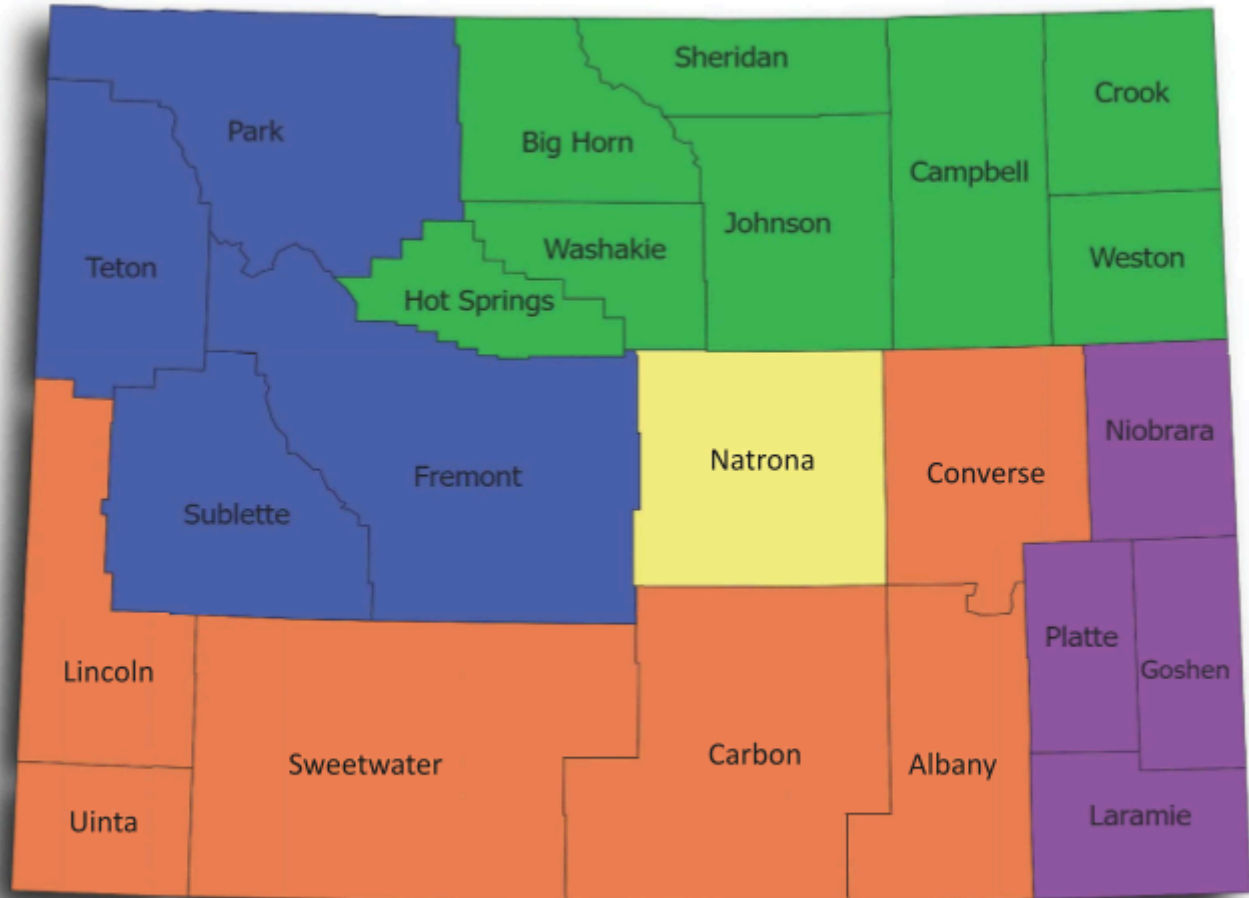 Sheridan
Crook
Park
Big Horn
Campbell
Johnson
Washakie
Weston
Teton
Hot Springs
Niobrara
Natrona
Converse
Fremont
Sublette
Platte
Goshen
Lincoln
Carbon
Sweetwater
Albany
Laramie
Uinta